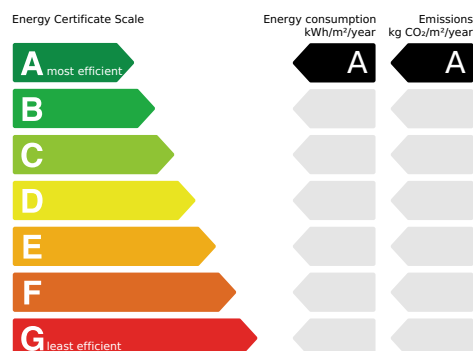 Energy Certificate Scale
Energy consumption
kWh/m²/year
Emissions
kg CO₂/m²/year
A most efficient
A
A
B
C
D
E
F
G least efficient